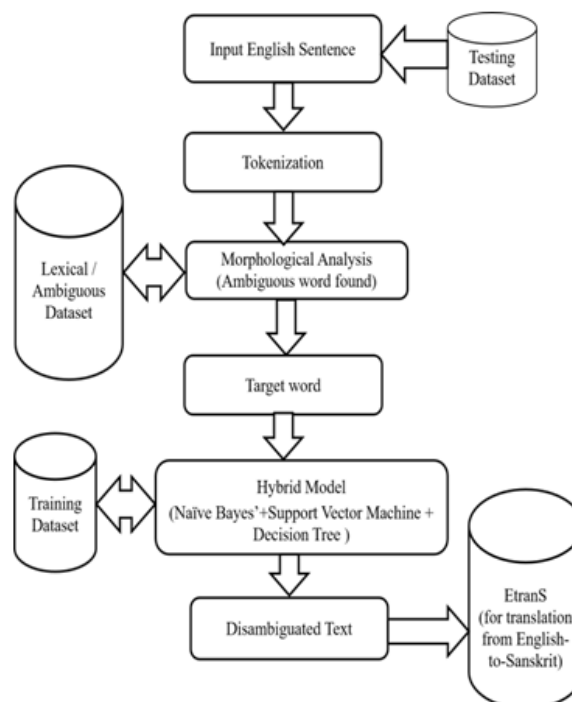 Input English Sentence
Testing
Dataset
Tokenization
Lexical /
Ambiguous
Dataset
Morphological Analysis
(Ambiguous word found)
Target word
Training
Dataset
Hybrid Model
(Naïve Bayes'+Support Vector Machine +
Decision Tree )
Disambiguated Text
EtranS
(for translation
from English-
to-Sanskrit)